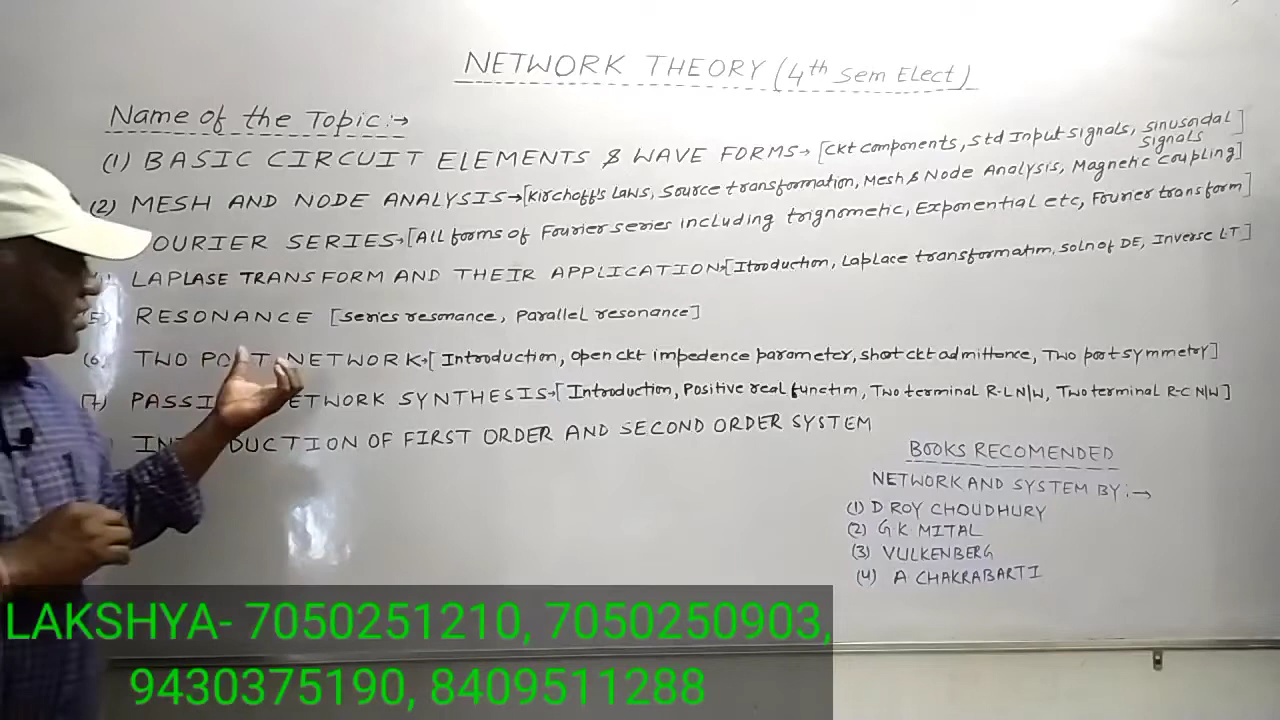 NETWORK THEORY (4th Sem Elect)
Name of the Topic:→
(1) BASIC CIRCUIT ELEMENTS & WAVE FORMS→ [Ckt components, Std Input signals, sinusoidal signals]
(2) MESH AND NODE ANALYSIS→[Kirchoff's Laws, Source transformation, Mesh & Node Analysis, Magnetic coupling]
OURIER SERIES→[All forms of Fourier series including trignometic, Exponential etc, Fourier transform]
LAPLASE TRANSFORM AND THEIR APPLICATION→[Itroduction, Laplace transformation, Soln of DE, Inverse LT]
(5) RESONANCE [series resonance, parallel resonance]
(6) TWO PORT NETWORK→[Introduction, open ckt impedence parameter, short ckt admittance, Two port symmetry]
(7) PASSI ETWORK SYNTHESIS→[Introduction, Positive real function, Two terminal R-L N/W, Two terminal R-C N/W]
INT DUCTION OF FIRST ORDER AND SECOND ORDER SYSTEM
BOOKS RECOMENDED
NETWORK AND SYSTEM BY:→
(1) D ROY CHOUDHURY
(2) G K MITAL
(3) VULKENBERG
(4) A CHAKRABARTI
LAKSHYA- 7050251210, 7050250903,
9430375190, 8409511288